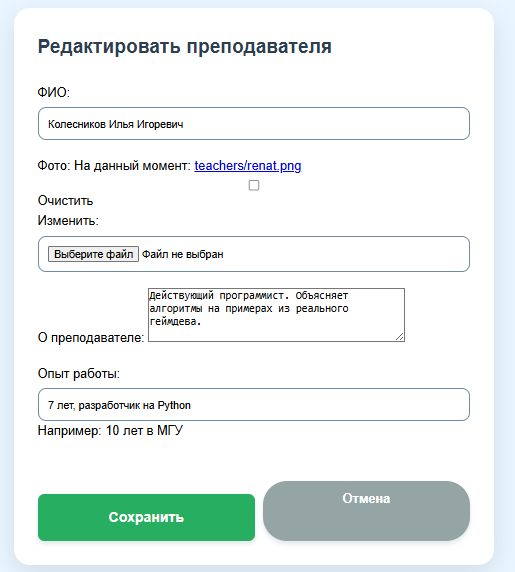 Редактировать преподавателя
ФИО:
Колесников Илья Игоревич
Фото: На данный момент: teachers/renat.png
Очистить
Изменить:
Выберите файл Файл не выбран
Действующий программист. Объясняет
алгоритмы на примерах из реального
геймдева.
О преподавателе:
Опыт работы:
7 лет, разработчик на Python
Например: 10 лет в МГУ
Сохранить
Отмена